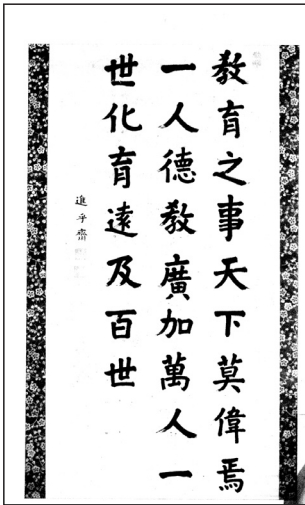 教育之事天下莫偉焉
一人德教廣加萬人一
世化育遠及百世
進乎齋